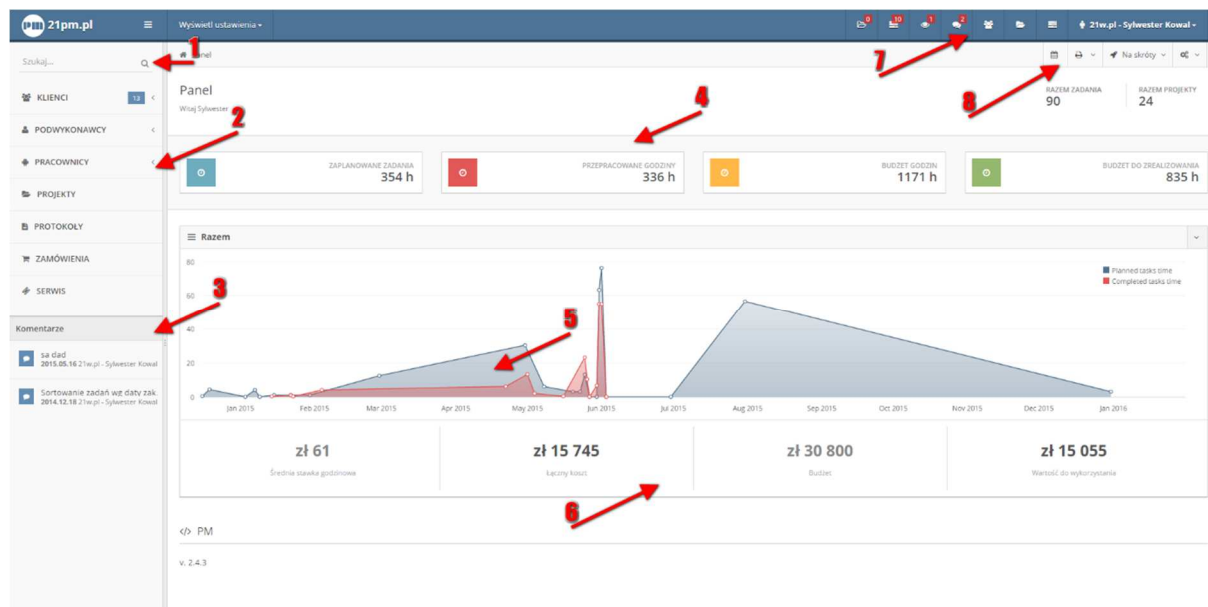 pm 21pm.pl
Wyświetl ustawienia
0 10 1 2
21w.pl - Sylwester Kowal
Szukaj...
1
Panel
7
Na skróty
8
KLIENCI 13
PODWYKONAWCY
PRACOWNICY
PROJEKTY
PROTOKOŁY
ZAMÓWIENIA
SERWIS
2
3
Komentarze
sa dad
2015.05.16 21w.pl - Sylwester Kowal
Sortowanie zadań wg daty zak.
2014.12.18 21w.pl - Sylwester Kowal
Panel
Witaj Sylwester
4
RAZEM ZADANIA
90
RAZEM PROJEKTY
24
ZAPLANOWANE ZADANIA
354 h
PRZEPRACOWANE GODZINY
336 h
BUDŻET GODZIN
1171 h
BUDŻET DO ZREALIZOWANIA
835 h
Razem
80
60
40
20
0
Planned tasks time
Completed tasks time
5
Jan 2015 Feb 2015 Mar 2015 Apr 2015 May 2015 Jun 2015 Jul 2015 Aug 2015 Sep 2015 Oct 2015 Nov 2015 Dec 2015 Jan 2016
zł 61
Średnia stawka godzinowa
zł 15 745
Łączny koszt
zł 30 800
Budżet
zł 15 055
Wartość do wykorzystania
6
</> PM
v. 2.4.3